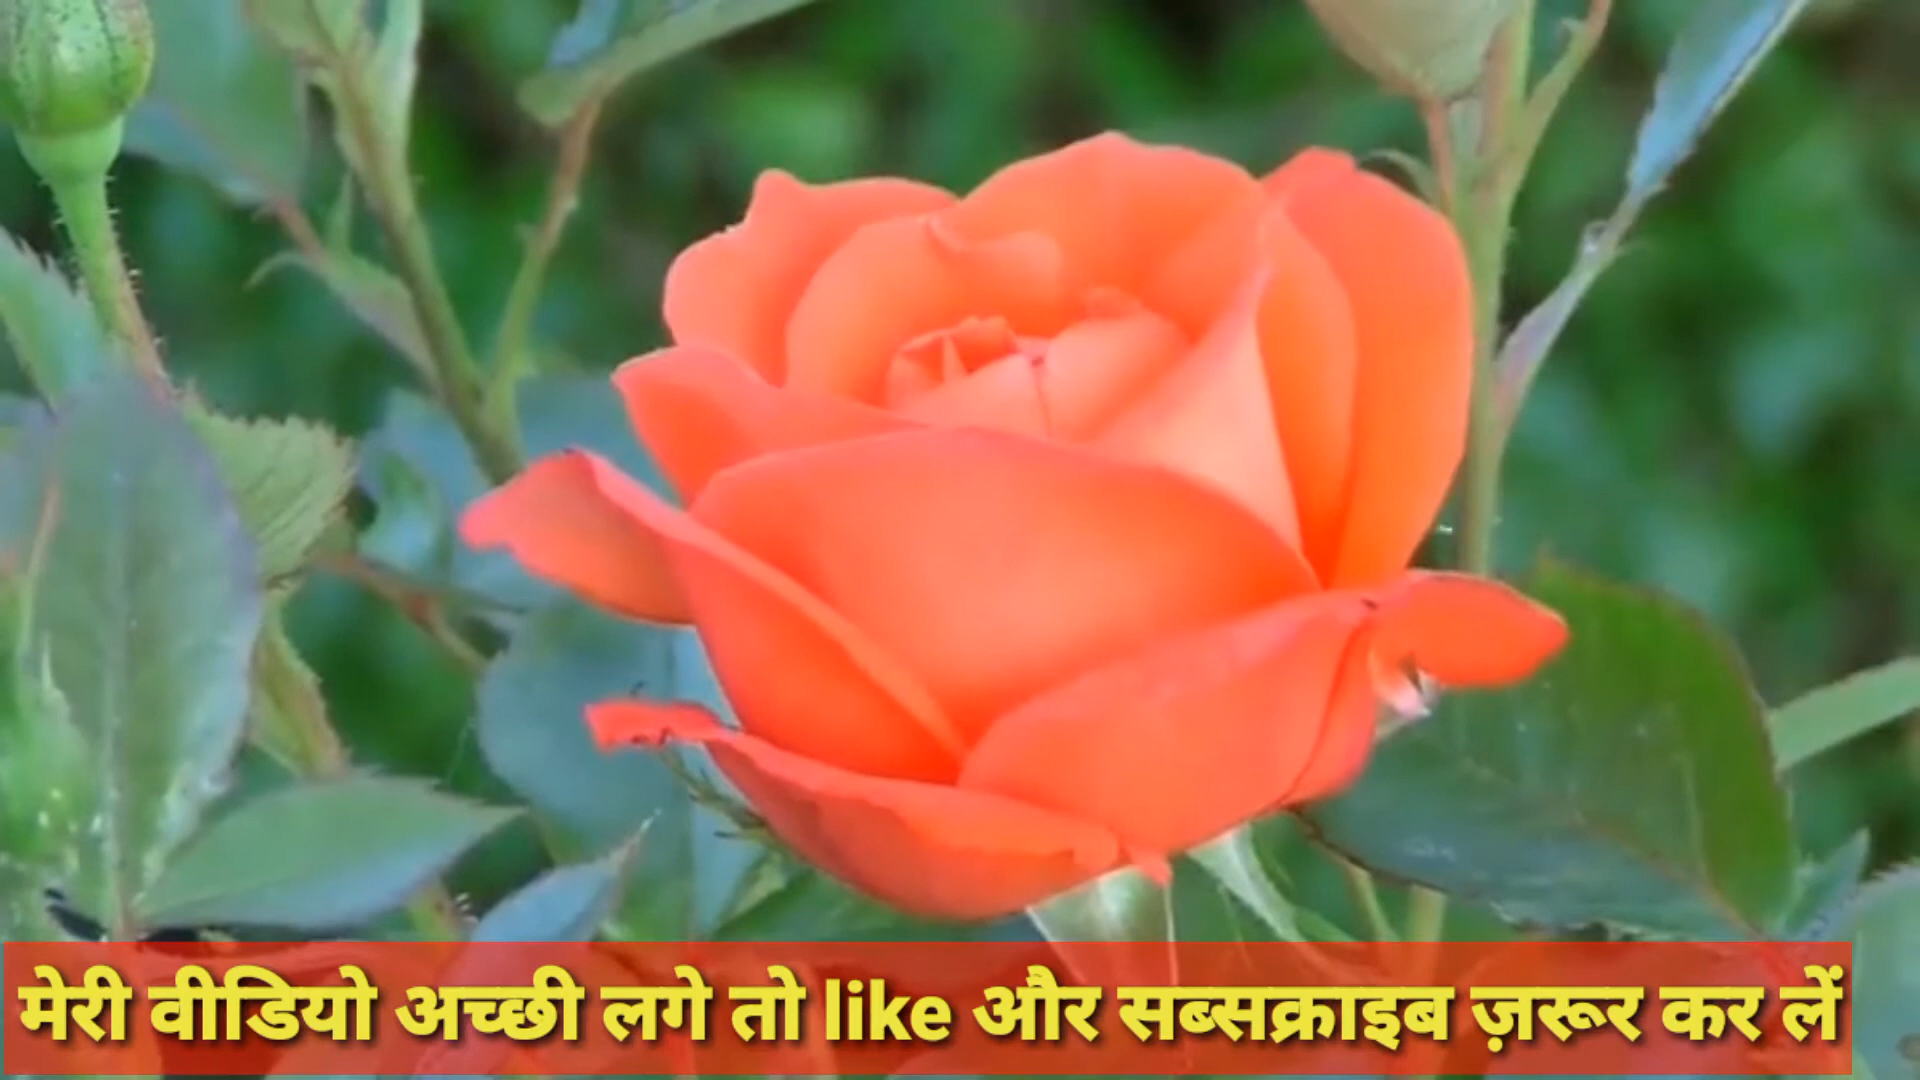 मेरी वीडियो अच्छी लगे तो like और सब्सक्राइब ज़रूर कर लें